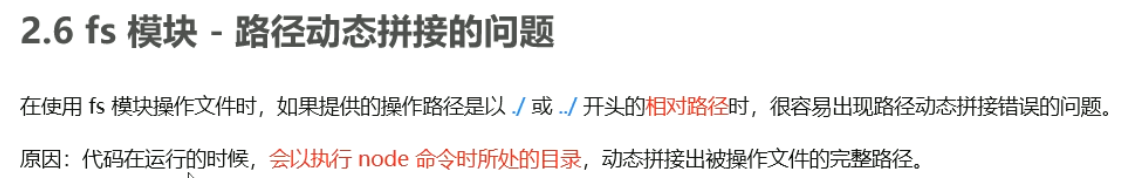 2.6 fs 模块 - 路径动态拼接的问题
在使用 fs 模块操作文件时，如果提供的操作路径是以 ./ 或 ../ 开头的相对路径时，很容易出现路径动态拼接错误的问题。
原因：代码在运行的时候，会以执行 node 命令时所处的目录，动态拼接出被操作文件的完整路径。